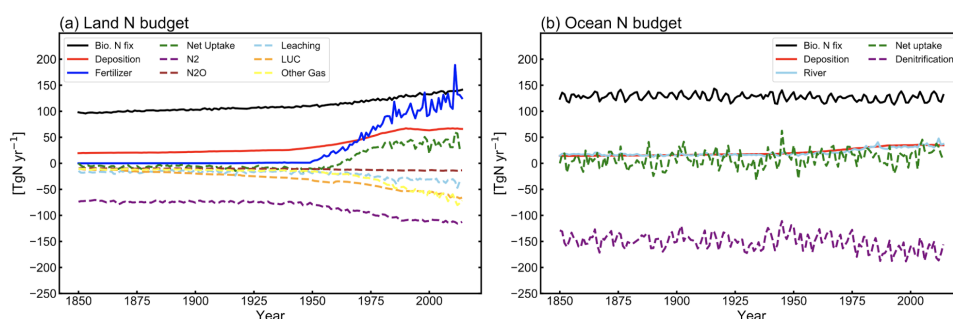 (a) Land N budget
Bio. N fix
Deposition
Fertilizer
Net Uptake
N2
N2O
Leaching
LUC
Other Gas
[TgN yr−1]
200
150
100
50
0
−50
−100
−150
−200
−250
1850
1875
1900
1925
1950
1975
2000
Year
(b) Ocean N budget
Bio. N fix
Deposition
River
Net uptake
Denitrification
[TgN yr−1]
200
150
100
50
0
−50
−100
−150
−200
−250
1850
1875
1900
1925
1950
1975
2000
Year